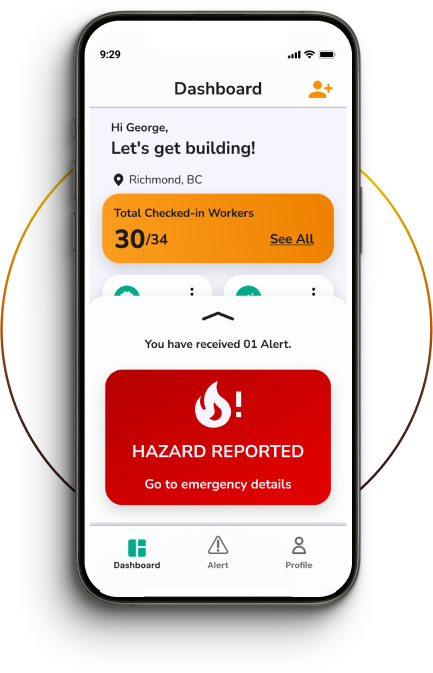 9:29
Dashboard
Hi George,
Let's get building!
Richmond, BC
Total Checked-in Workers
30/34
See All
You have received 01 Alert.
!
HAZARD REPORTED
Go to emergency details
Dashboard
Alert
Profile